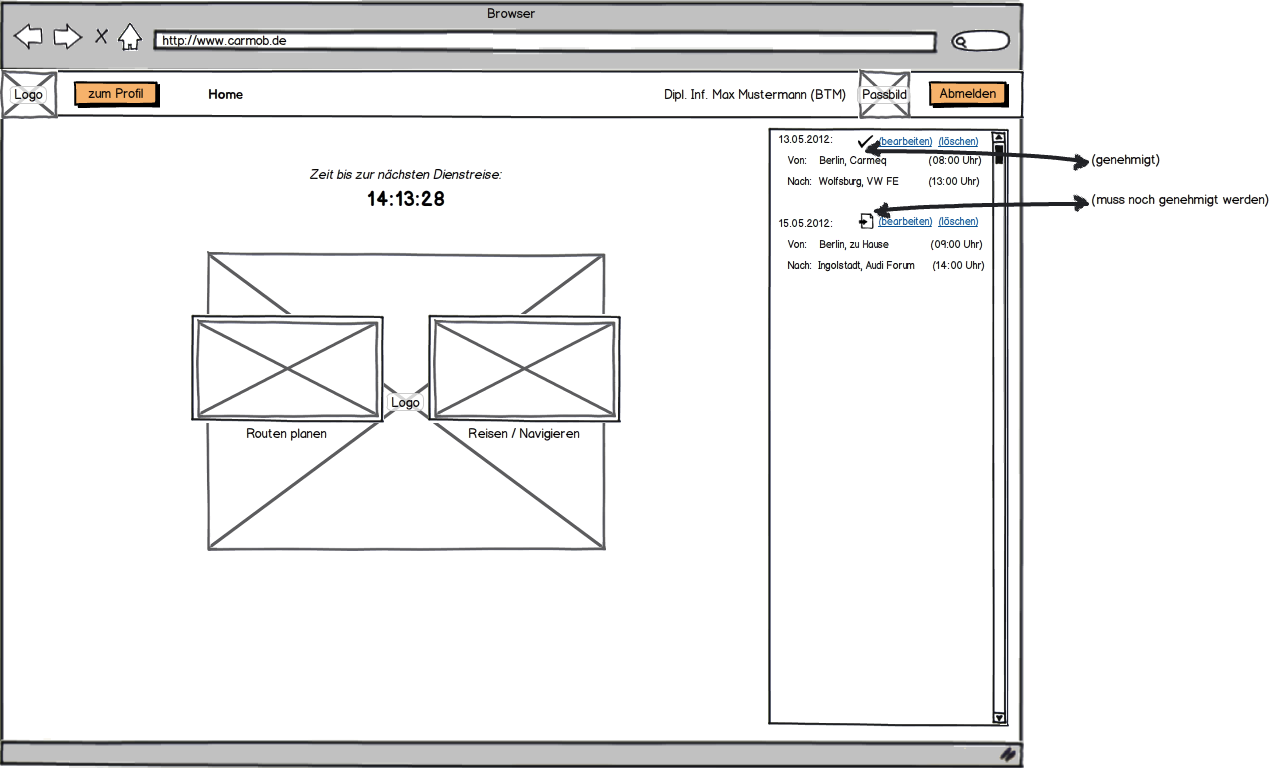 Browser
http://www.carmob.de
Logo
zum Profil
Home
Dipl. Inf. Max Mustermann (BTM)
Passbild
Abmelden
Zeit bis zur nächsten Dienstreise:
14:13:28
Logo
Routen planen
Reisen / Navigieren
13.05.2012: (bearbeiten) (löschen)
Von: Berlin, Carmeq (08:00 Uhr)
Nach: Wolfsburg, VW FE (13:00 Uhr)
15.05.2012: (bearbeiten) (löschen)
Von: Berlin, zu Hause (09:00 Uhr)
Nach: Ingolstadt, Audi Forum (14:00 Uhr)
(genehmigt)
(muss noch genehmigt werden)